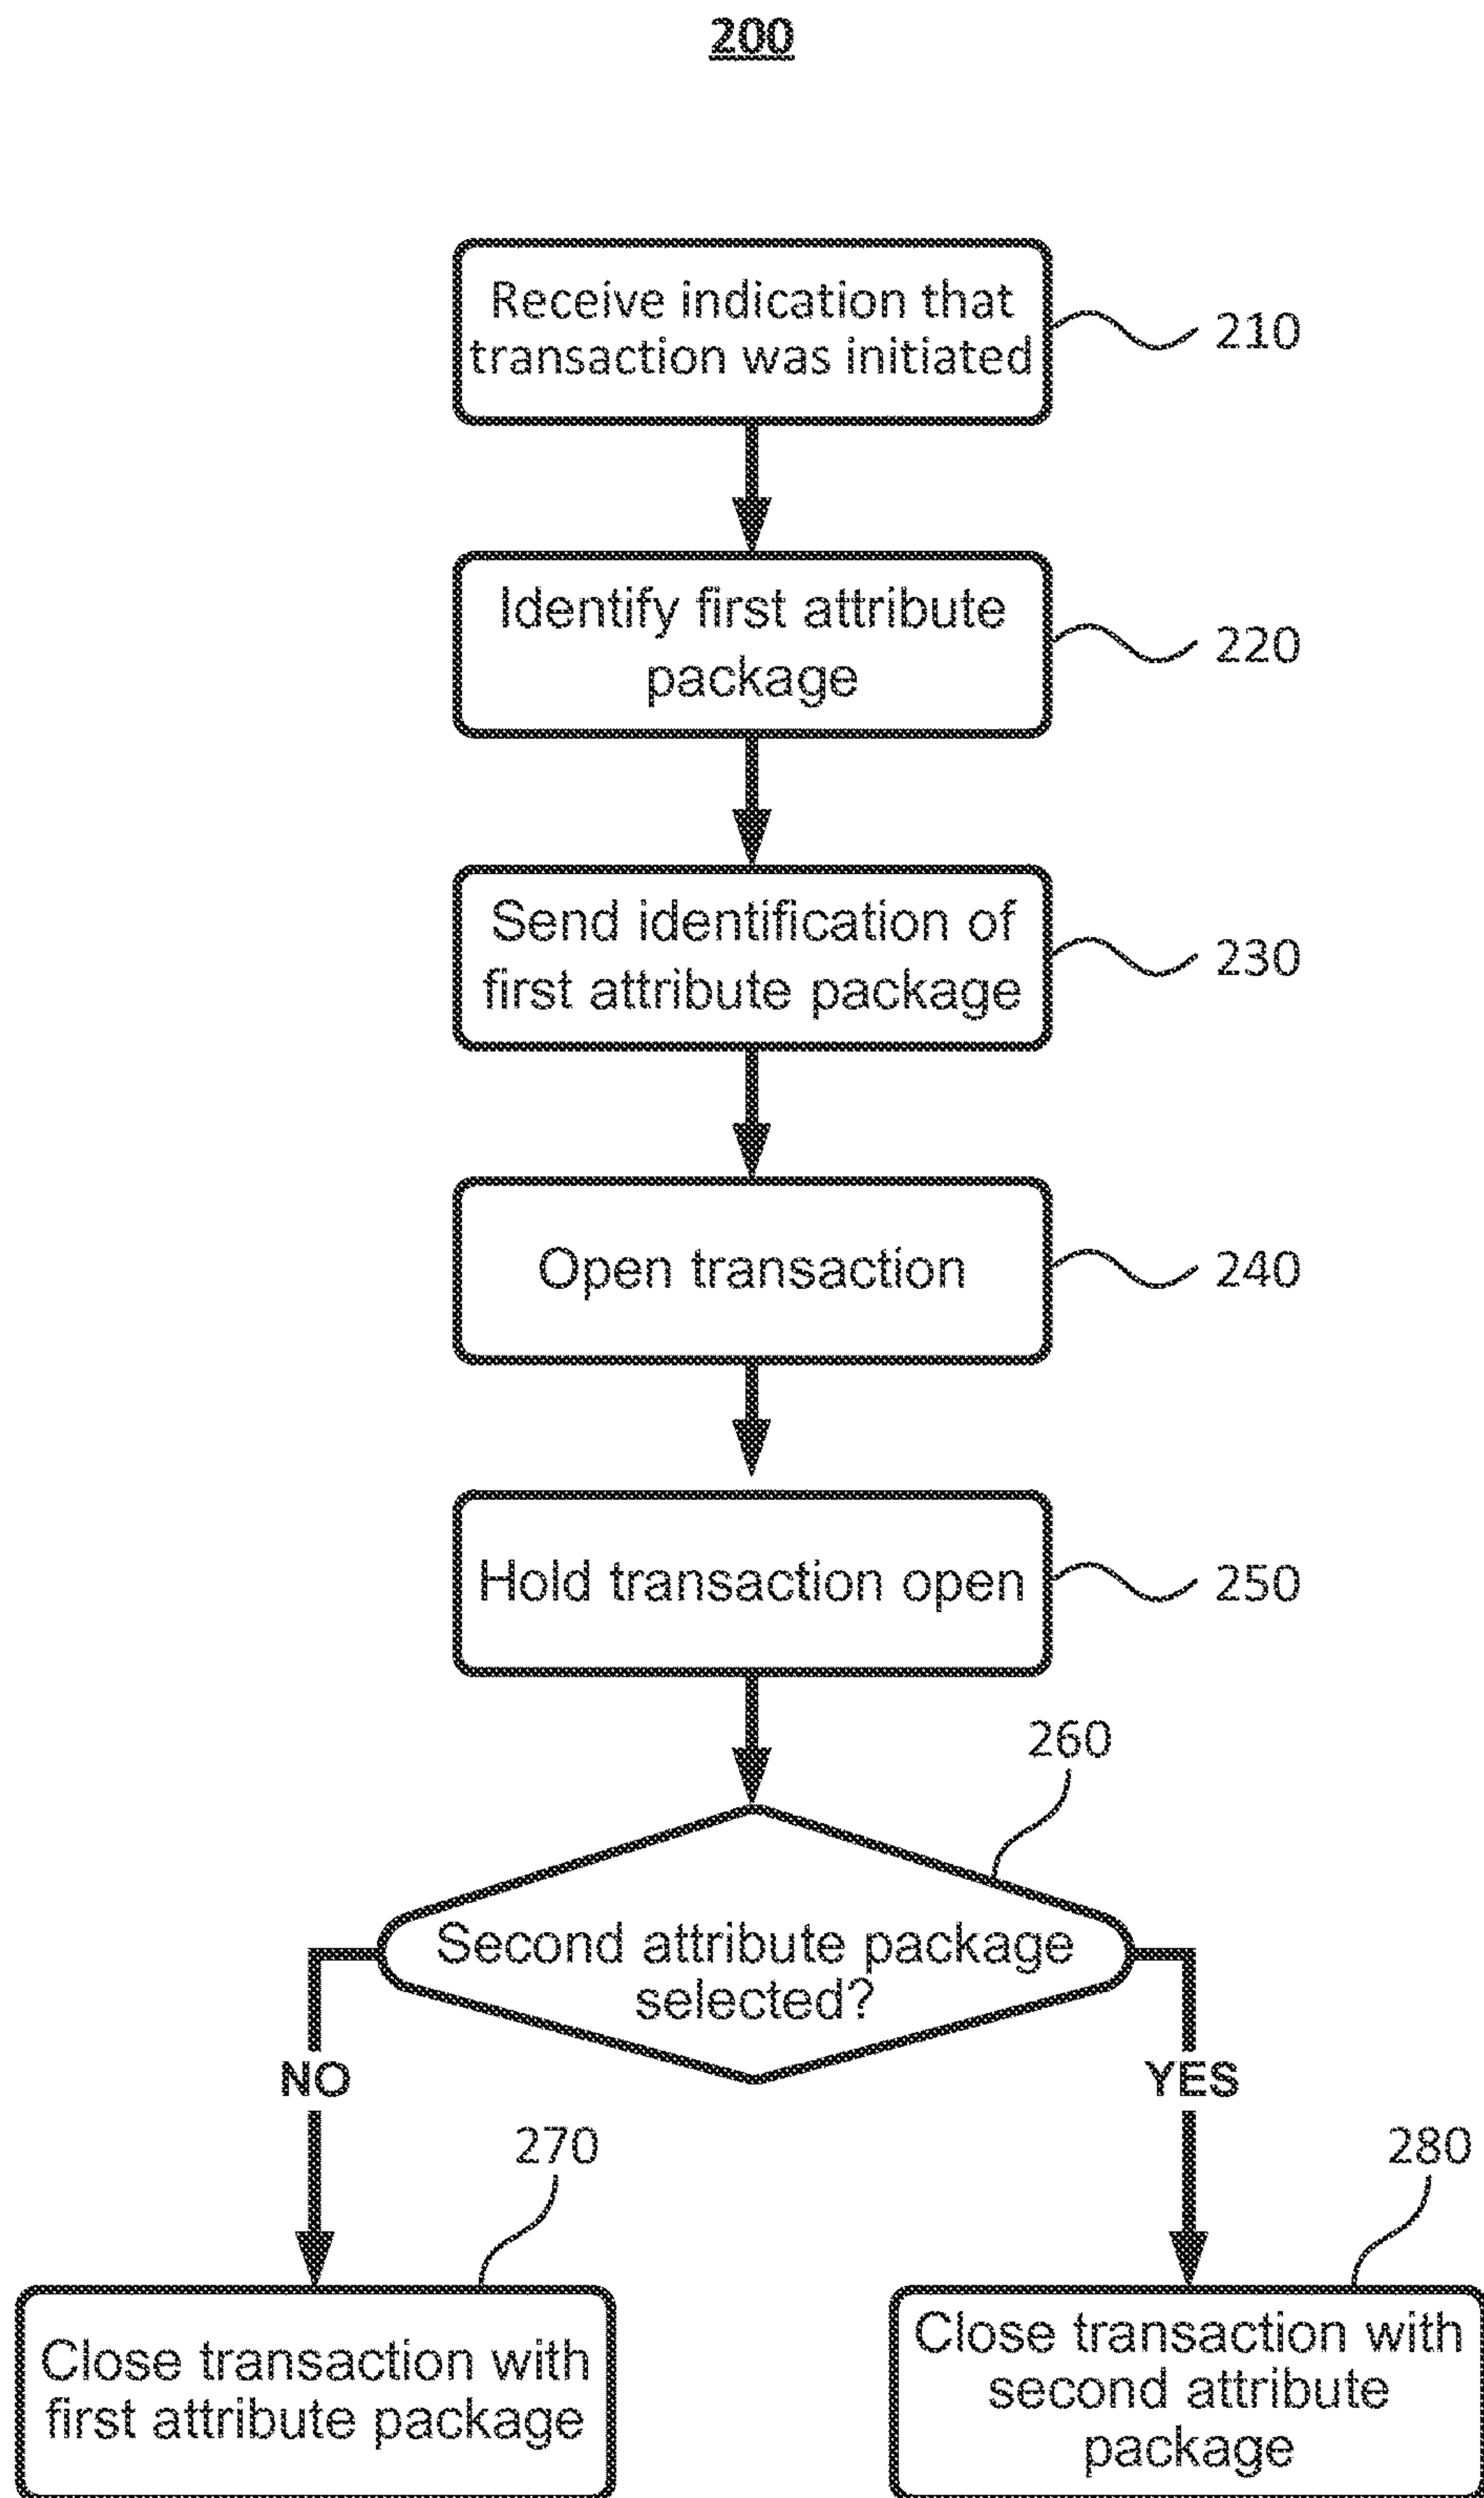 200
Receive indication that
transaction was initiated
210
Identify first attribute
package
220
Send identification of
first attribute package
230
Open transaction
240
Hold transaction open
250
260
Second attribute package
selected?
NO
YES
270
280
Close transaction with
first attribute package
Close transaction with
second attribute
package